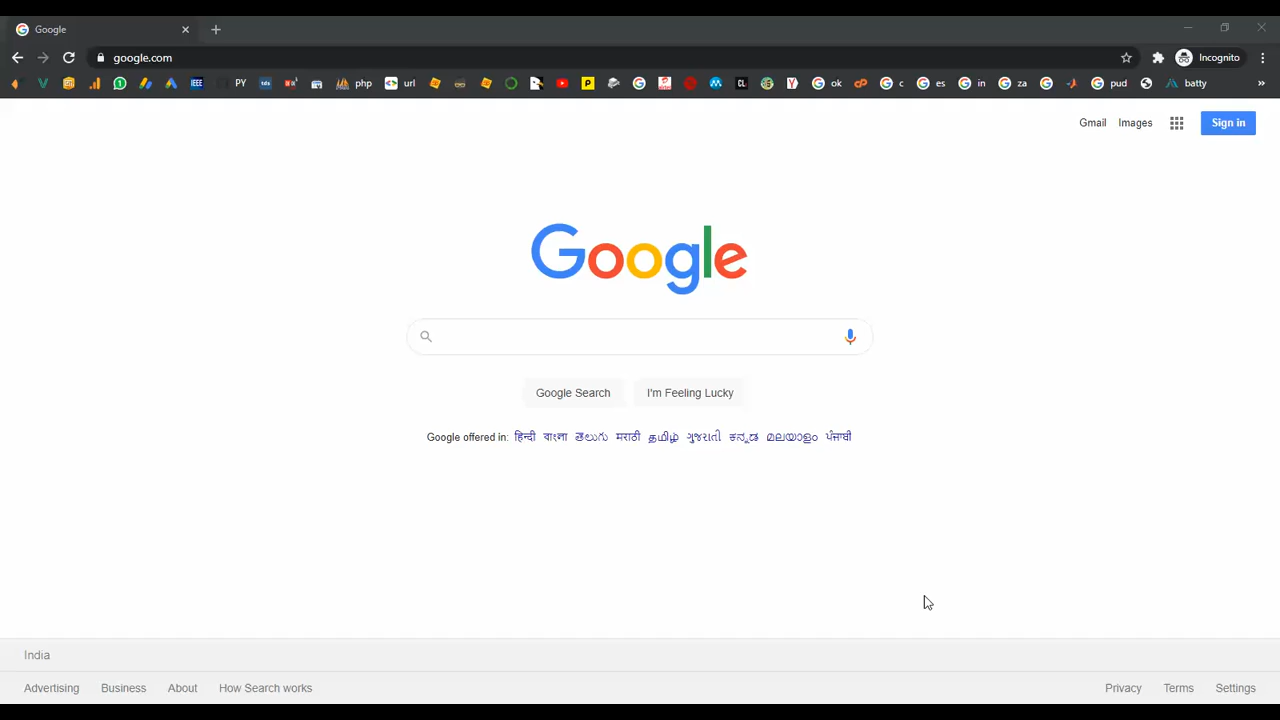 Google
google.com
Incognito
PY php url ok c es in za pud batty »
Gmail Images Sign in
Google
Google Search I'm Feeling Lucky
Google offered in: हिन्दी বাংলা తెలుగు मराठी தமிழ் ગુજરાતી ಕನ್ನಡ മലയാളം ਪੰਜਾਬੀ
India
Advertising Business About How Search works Privacy Terms Settings